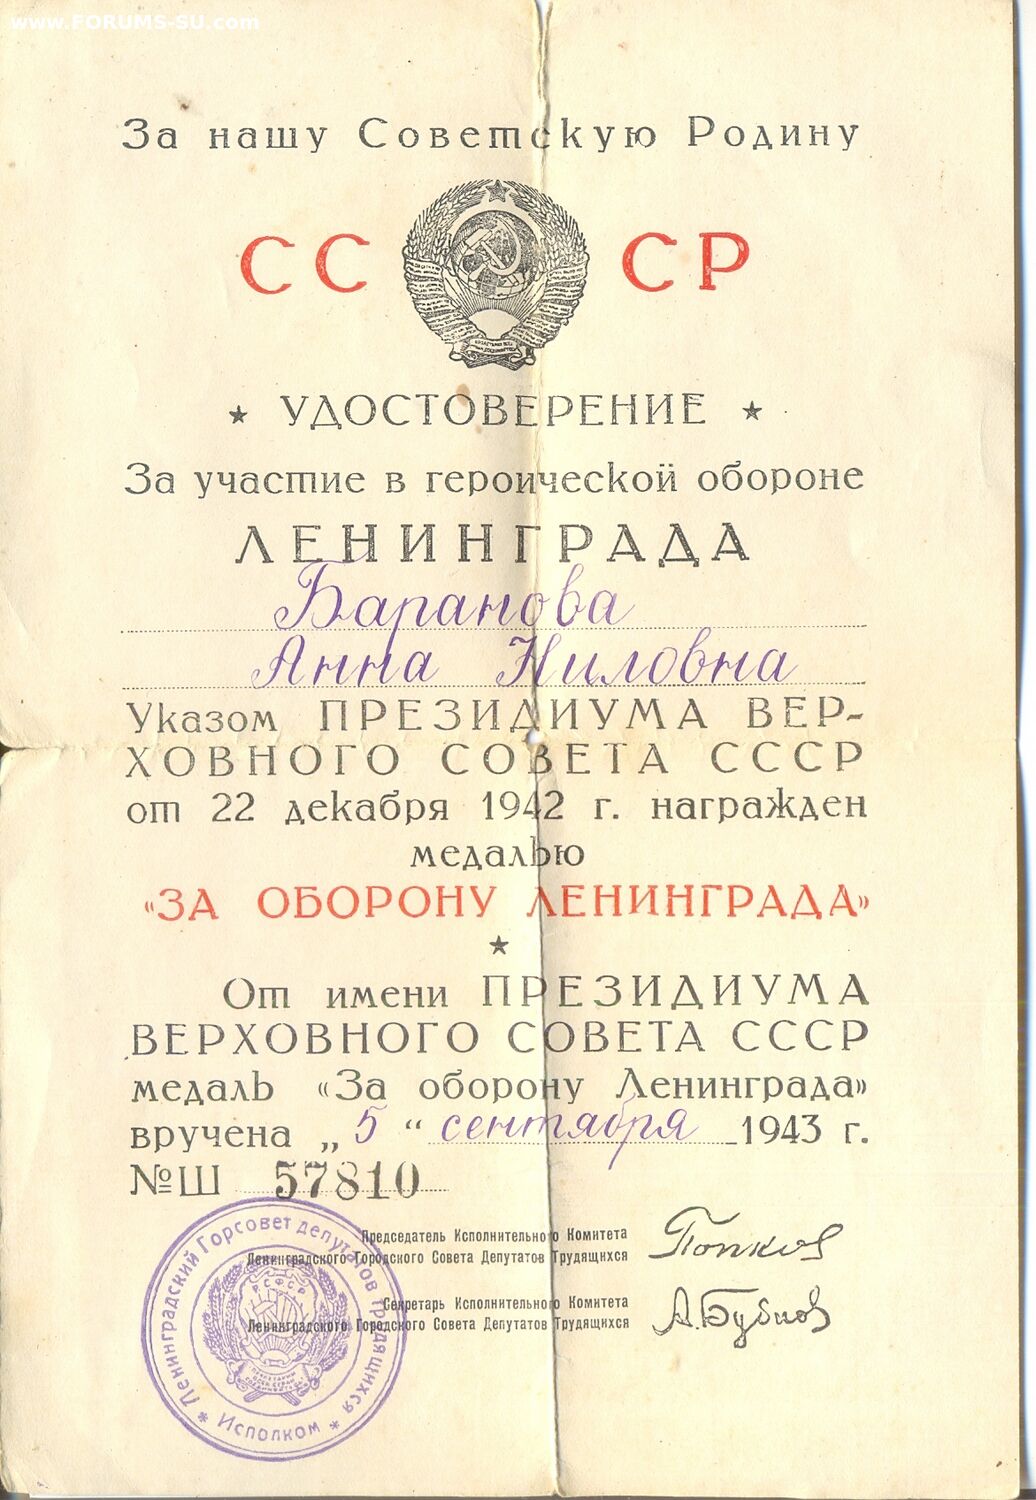 www.FORUMS-SU.com
За нашу Советскую Родину
СС СР
★ УДОСТОВЕРЕНИЕ ★
За участие в героической обороне
ЛЕНИНГРАДА
Баранова
Анна Ниловна
Указом ПРЕЗИДИУМА ВЕР-
ХОВНОГО СОВЕТА СССР
от 22 декабря 1942 г. награжден
медалью
«ЗА ОБОРОНУ ЛЕНИНГРАДА»
★
От имени ПРЕЗИДИУМА
ВЕРХОВНОГО СОВЕТА СССР
медаль «За оборону Ленинграда»
вручена „5“ сентября 1943 г.
№Ш 57810
Председатель Исполнительного Комитета
Ленинградского Городского Совета Депутатов Трудящихся
Попков
Секретарь Исполнительного Комитета
Ленинградского Городского Совета Депутатов Трудящихся
А.Бубнов
Ленинградский Горсовет депутатов трудящихся
* Исполком *
РСФСР